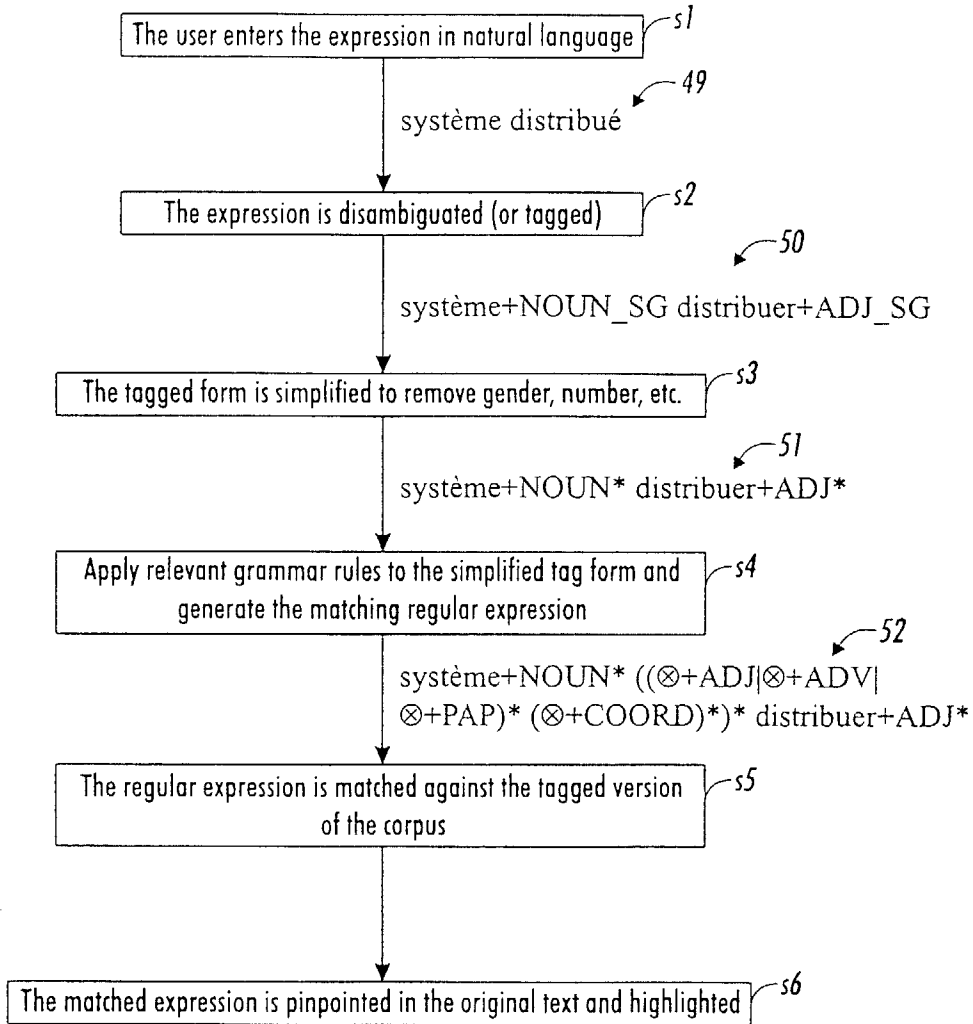 The user enters the expression in natural language
s1
49
système distribué
The expression is disambiguated (or tagged)
s2
50
système+NOUN_SG distribuer+ADJ_SG
The tagged form is simplified to remove gender, number, etc.
s3
51
système+NOUN* distribuer+ADJ*
Apply relevant grammar rules to the simplified tag form and
generate the matching regular expression
s4
52
système+NOUN* ((⊗+ADJ|⊗+ADV|
⊗+PAP)* (⊗+COORD)*)* distribuer+ADJ*
The regular expression is matched against the tagged version
of the corpus
s5
The matched expression is pinpointed in the original text and highlighted
s6